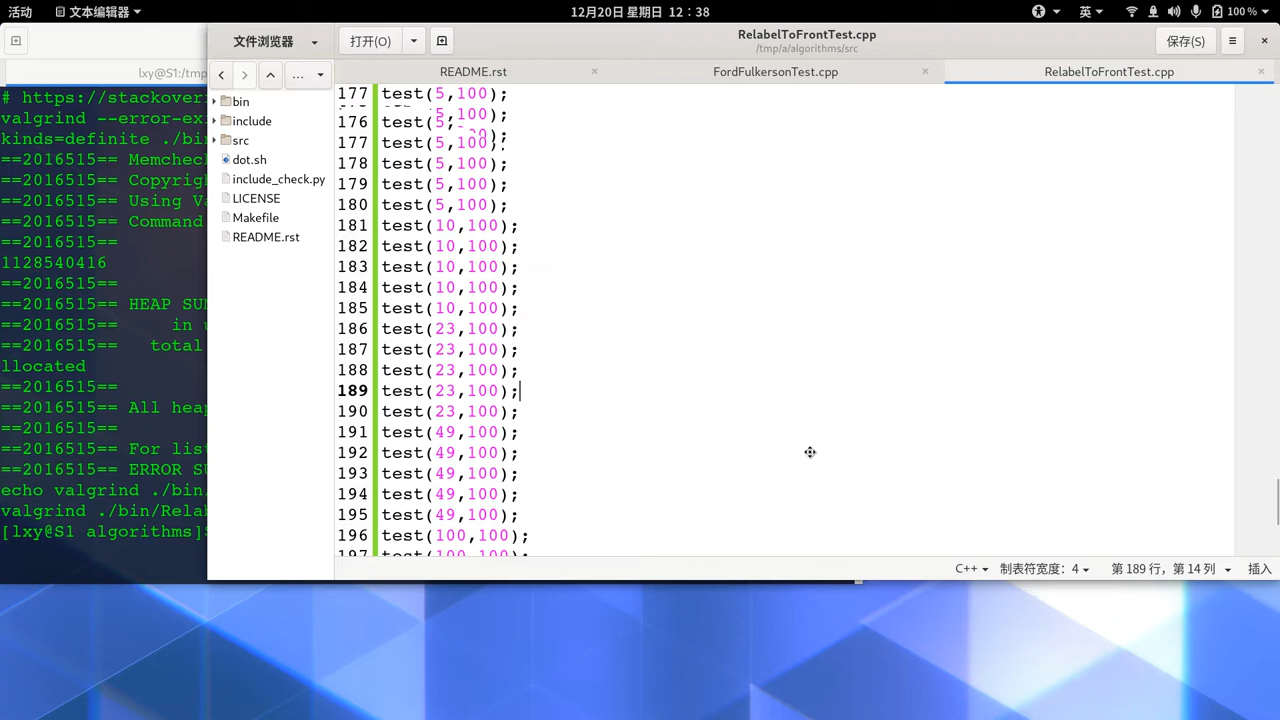 活动 文本编辑器 12月20日 星期日 12：38 英 100 %
lxy@S1:/tmp
# https://stackover
valgrind --error-ex
kinds=definite ./bin
==2016515== Memchec
==2016515== Copyrig
==2016515== Using Va
==2016515== Command
==2016515==
1128540416
==2016515==
==2016515== HEAP SU
==2016515== in u
==2016515== total
llocated
==2016515==
==2016515== All hea
==2016515==
==2016515== For lis
==2016515== ERROR SU
echo valgrind ./bin/
valgrind ./bin/Rela
[lxy@S1 algorithms]$
文件浏览器
打开(O)
RelabelToFrontTest.cpp
/tmp/a/algorithms/src
保存(S)
...
README.rst
FordFulkersonTest.cpp
RelabelToFrontTest.cpp
bin
include
src
dot.sh
include_check.py
LICENSE
Makefile
README.rst
177 test(5,100);
176 test(5,
177 test(5,100);
178 test(5,100);
179 test(5,100);
180 test(5,100);
181 test(10,100);
182 test(10,100);
183 test(10,100);
184 test(10,100);
185 test(10,100);
186 test(23,100);
187 test(23,100);
188 test(23,100);
189 test(23,100);
190 test(23,100);
191 test(49,100);
192 test(49,100);
193 test(49,100);
194 test(49,100);
195 test(49,100);
196 test(100,100);
197 test(100,100);
C++ 制表符宽度：4 第 189 行，第 14 列 插入